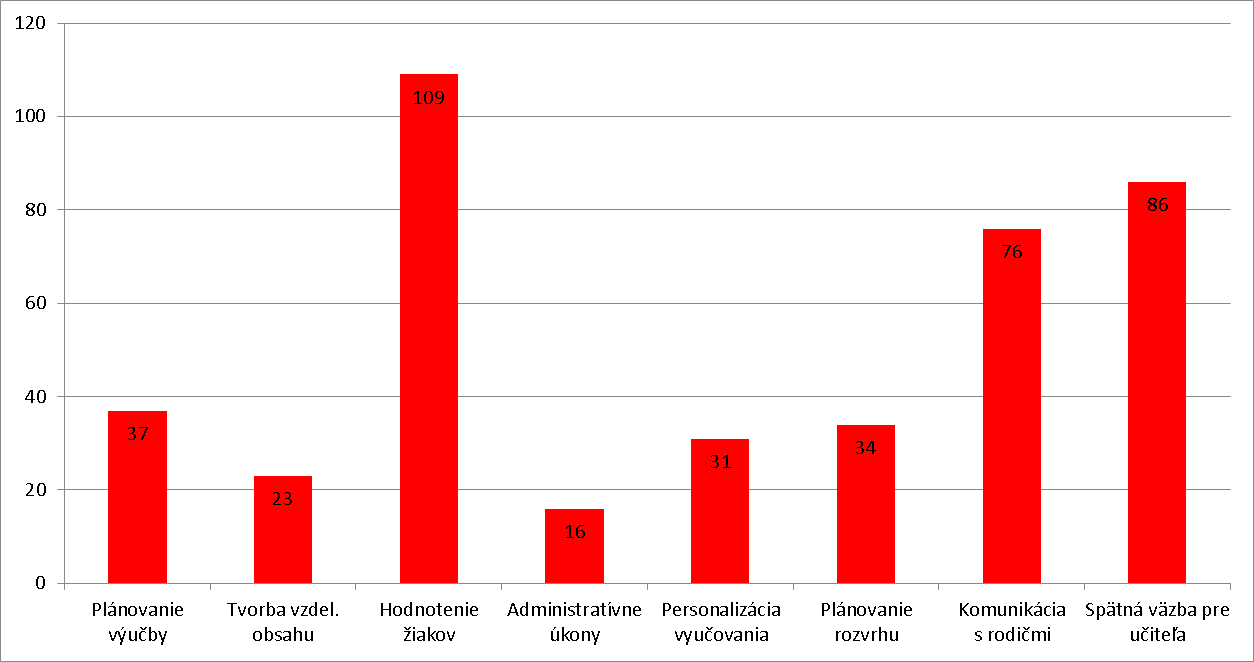 120
100
80
60
40
20
0
37
23
109
16
31
34
76
86
Plánovanie
výučby
Tvorba vzdel.
obsahu
Hodnotenie
žiakov
Administratívne
úkony
Personalizácia
vyučovania
Plánovanie
rozvrhu
Komunikácia
s rodičmi
Spätná väzba pre
učiteľa